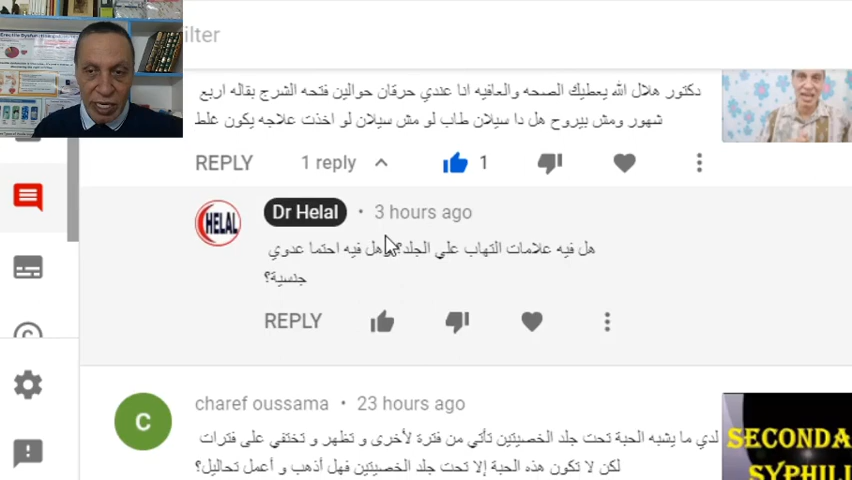 ilter
دكتور هلال الله يعطيك الصحه والعافيه انا عندي حرقان حوالين فتحه الشرج بقاله اربع
شهور ومش بيروح هل دا سيلان طاب لو مش سيلان لو اخذت علاجه يكون غلط
REPLY 1 reply 1
HELAL
Dr Helal • 3 hours ago
هل فيه علامات التهاب علي الجلد؟ هل فيه احتما عدوي
جنسية؟
REPLY
C
charef oussama • 23 hours ago
لدي ما يشبه الحبة تحت جلد الخصيتين تأتي من فترة لأخرى و تظهر و تختفي على فترات
لكن لا تكون هذه الحبة إلا تحت جلد الخصيتين فهل أذهب و أعمل تحاليل؟
SECONDA
SYPHILI